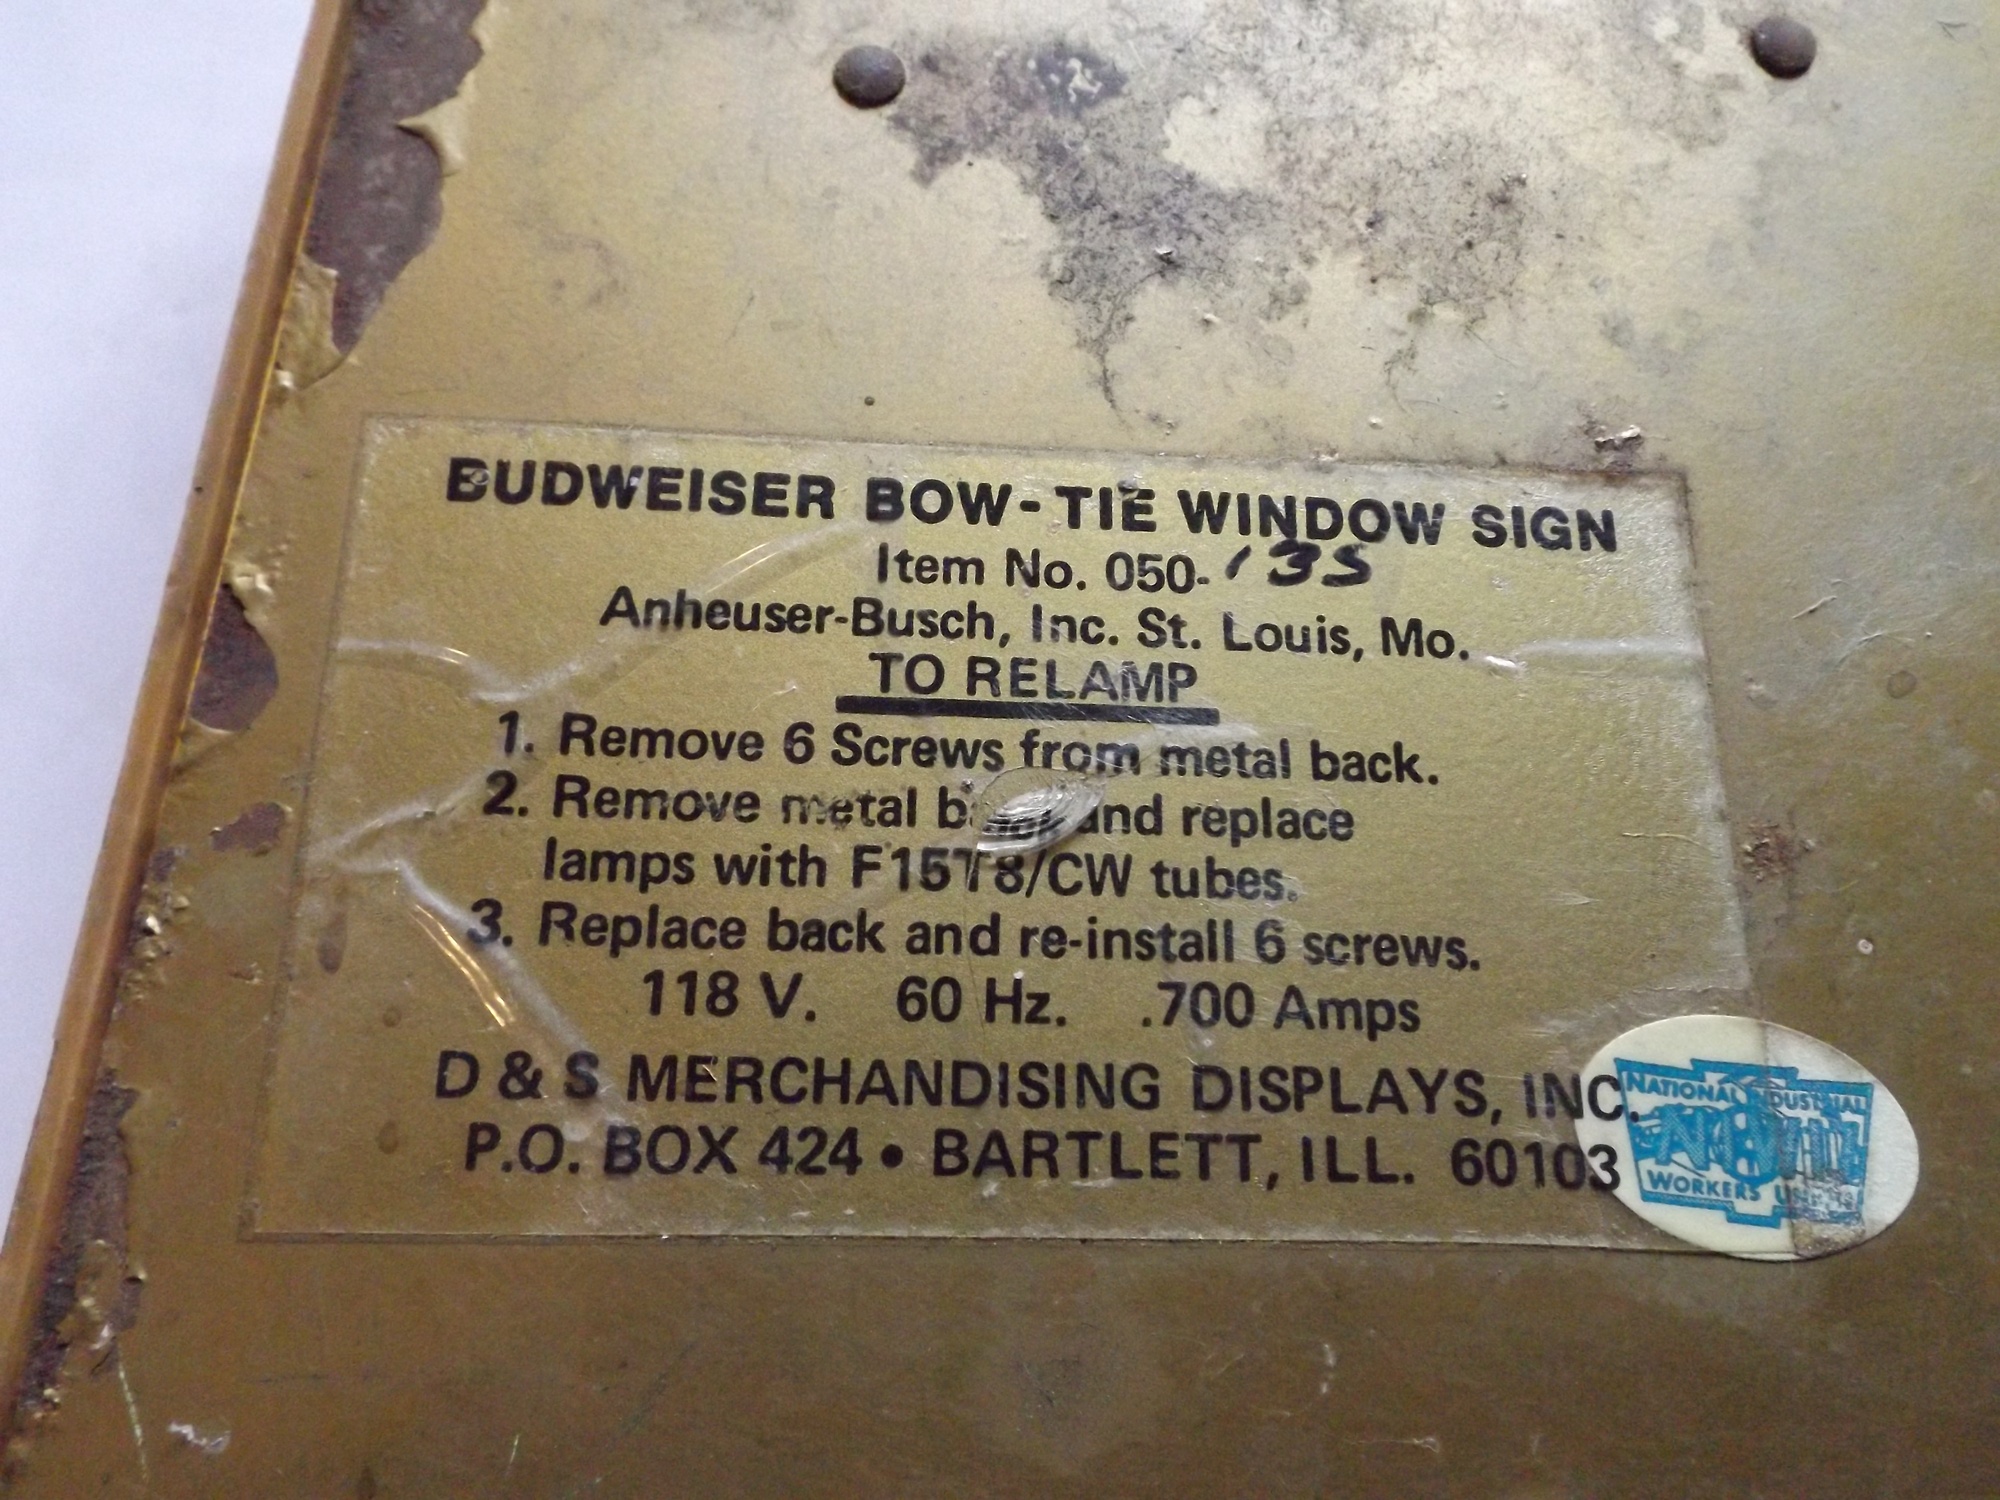 BUDWEISER BOW-TIE WINDOW SIGN
Item No. 050-135
Anheuser-Busch, Inc. St. Louis, Mo.
TO RELAMP
1. Remove 6 Screws from metal back.
2. Remove metal back and replace
lamps with F15T8/CW tubes.
3. Replace back and re-install 6 screws.
118 V. 60 Hz. .700 Amps
D & S MERCHANDISING DISPLAYS, INC.
P.O. BOX 424 • BARTLETT, ILL. 60103
NATIONAL INDUSTRIAL
WORKERS